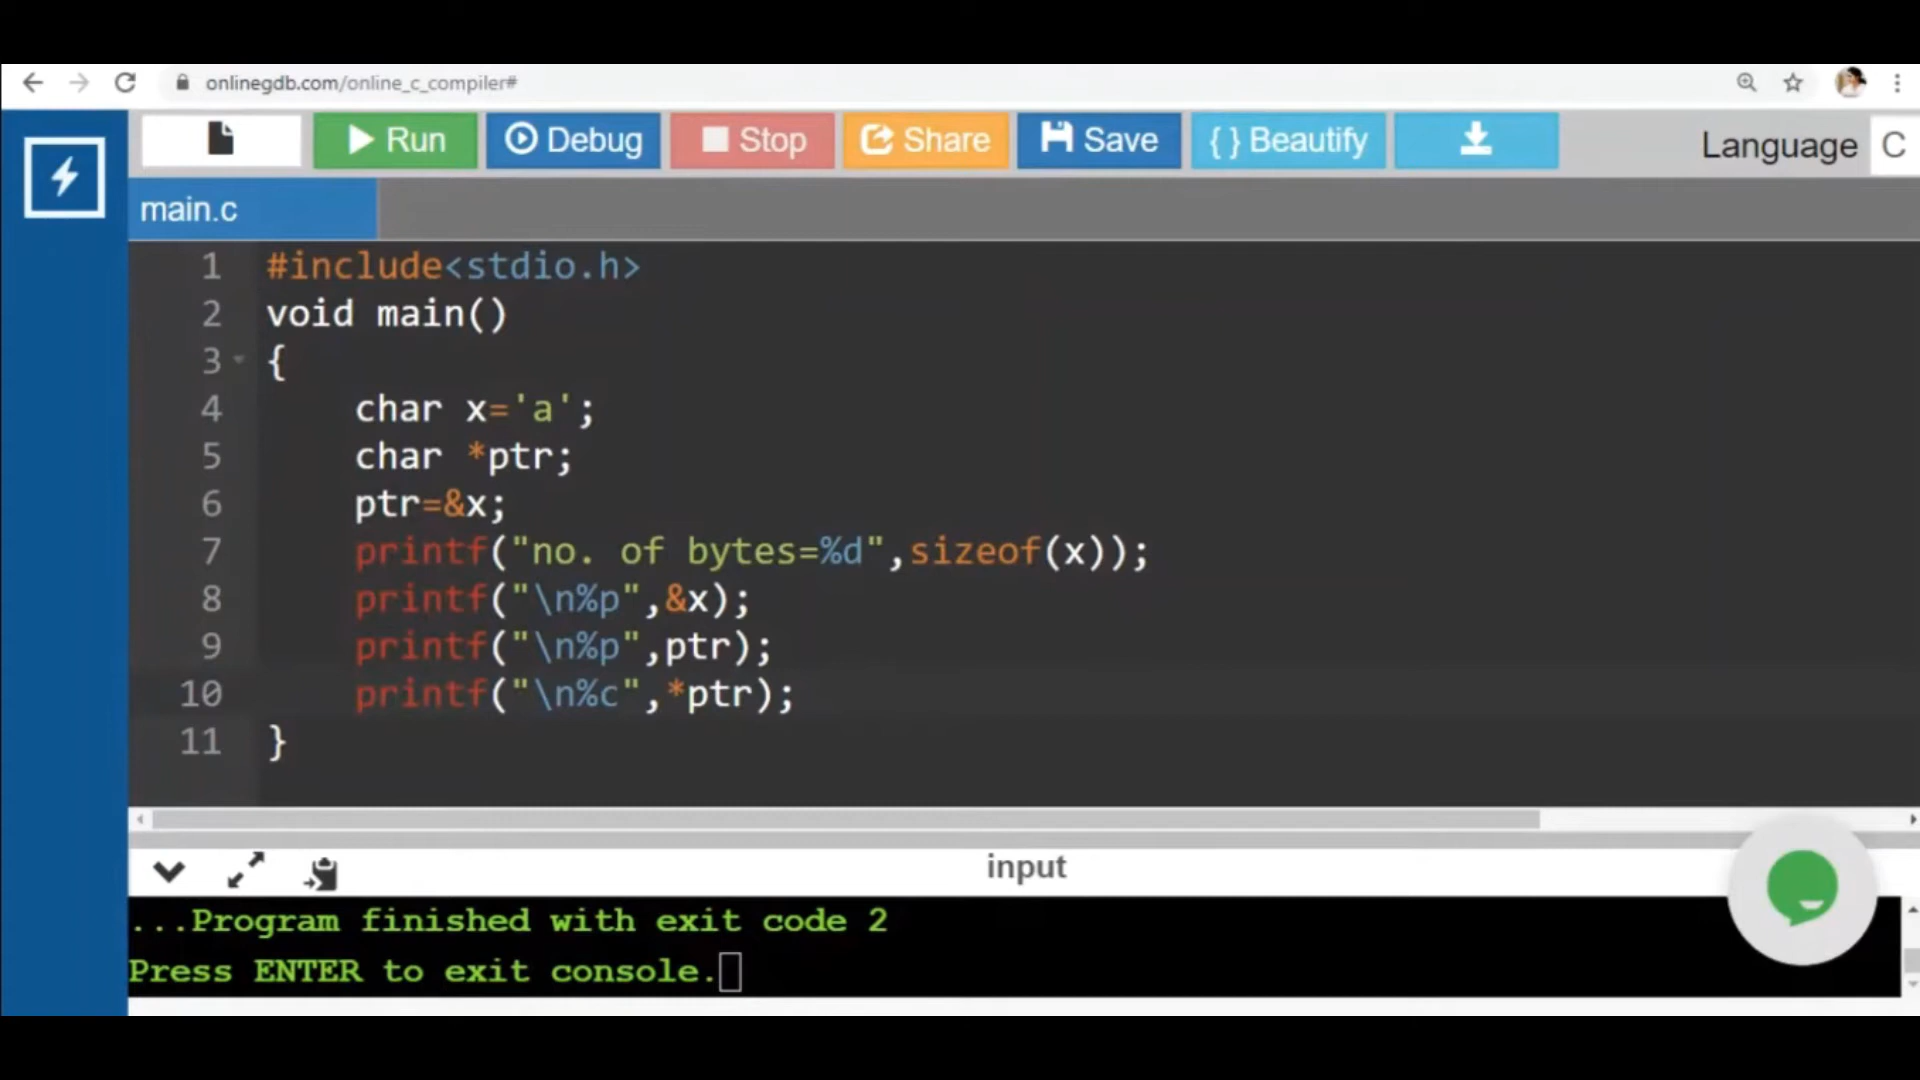 onlinegdb.com/online_c_compiler#
Run Debug Stop Share Save { } Beautify Language C
main.c
1 #include<stdio.h>
2 void main()
3 {
4 char x='a';
5 char *ptr;
6 ptr=&x;
7 printf("no. of bytes=%d",sizeof(x));
8 printf("\n%p",&x);
9 printf("\n%p",ptr);
10 printf("\n%c",*ptr);
11 }
input
...Program finished with exit code 2
Press ENTER to exit console.